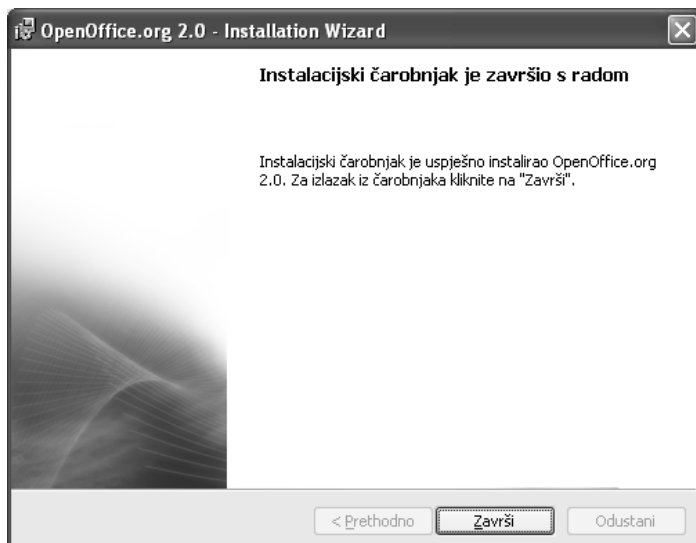 OpenOffice.org 2.0 - Installation Wizard
Instalacijski čarobnjak je završio s radom
Instalacijski čarobnjak je uspješno instalirao OpenOffice.org
2.0. Za izlazak iz čarobnjaka kliknite na "Završi".
< Prethodno
Završi
Odustani